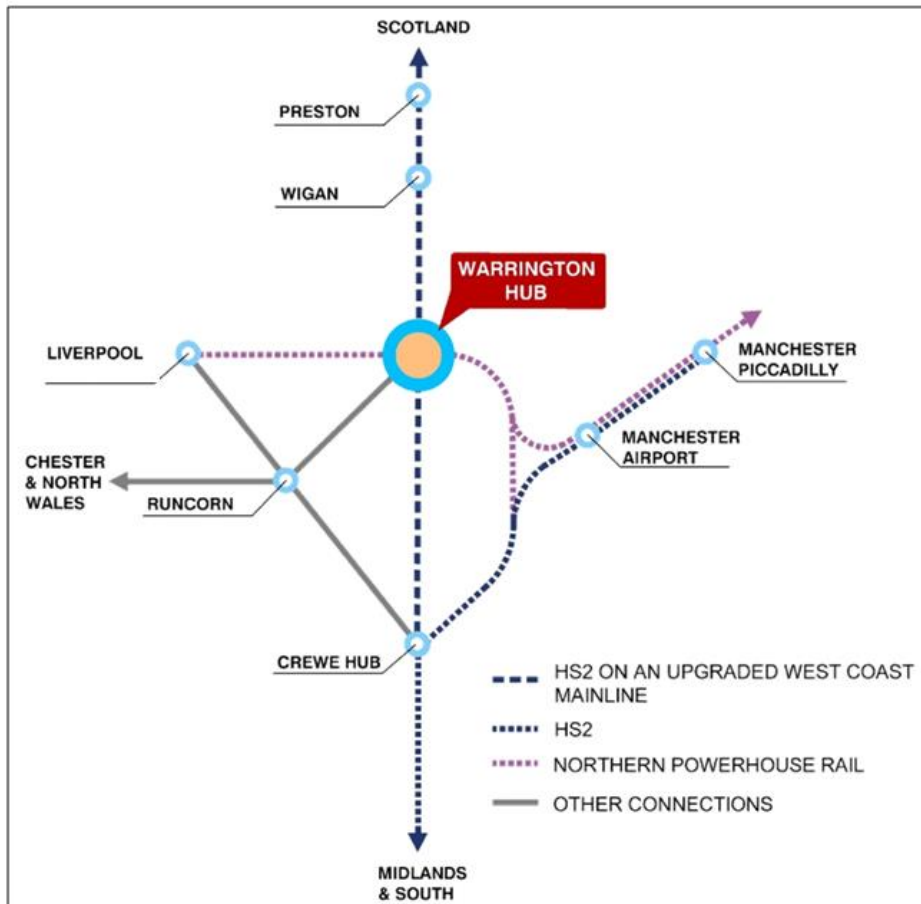 SCOTLAND
PRESTON
WIGAN
WARRINGTON
HUB
LIVERPOOL
MANCHESTER
PICCADILLY
MANCHESTER
AIRPORT
CHESTER
& NORTH
WALES
RUNCORN
CREWE HUB
HS2 ON AN UPGRADED WEST COAST
MAINLINE
HS2
NORTHERN POWERHOUSE RAIL
OTHER CONNECTIONS
MIDLANDS
& SOUTH